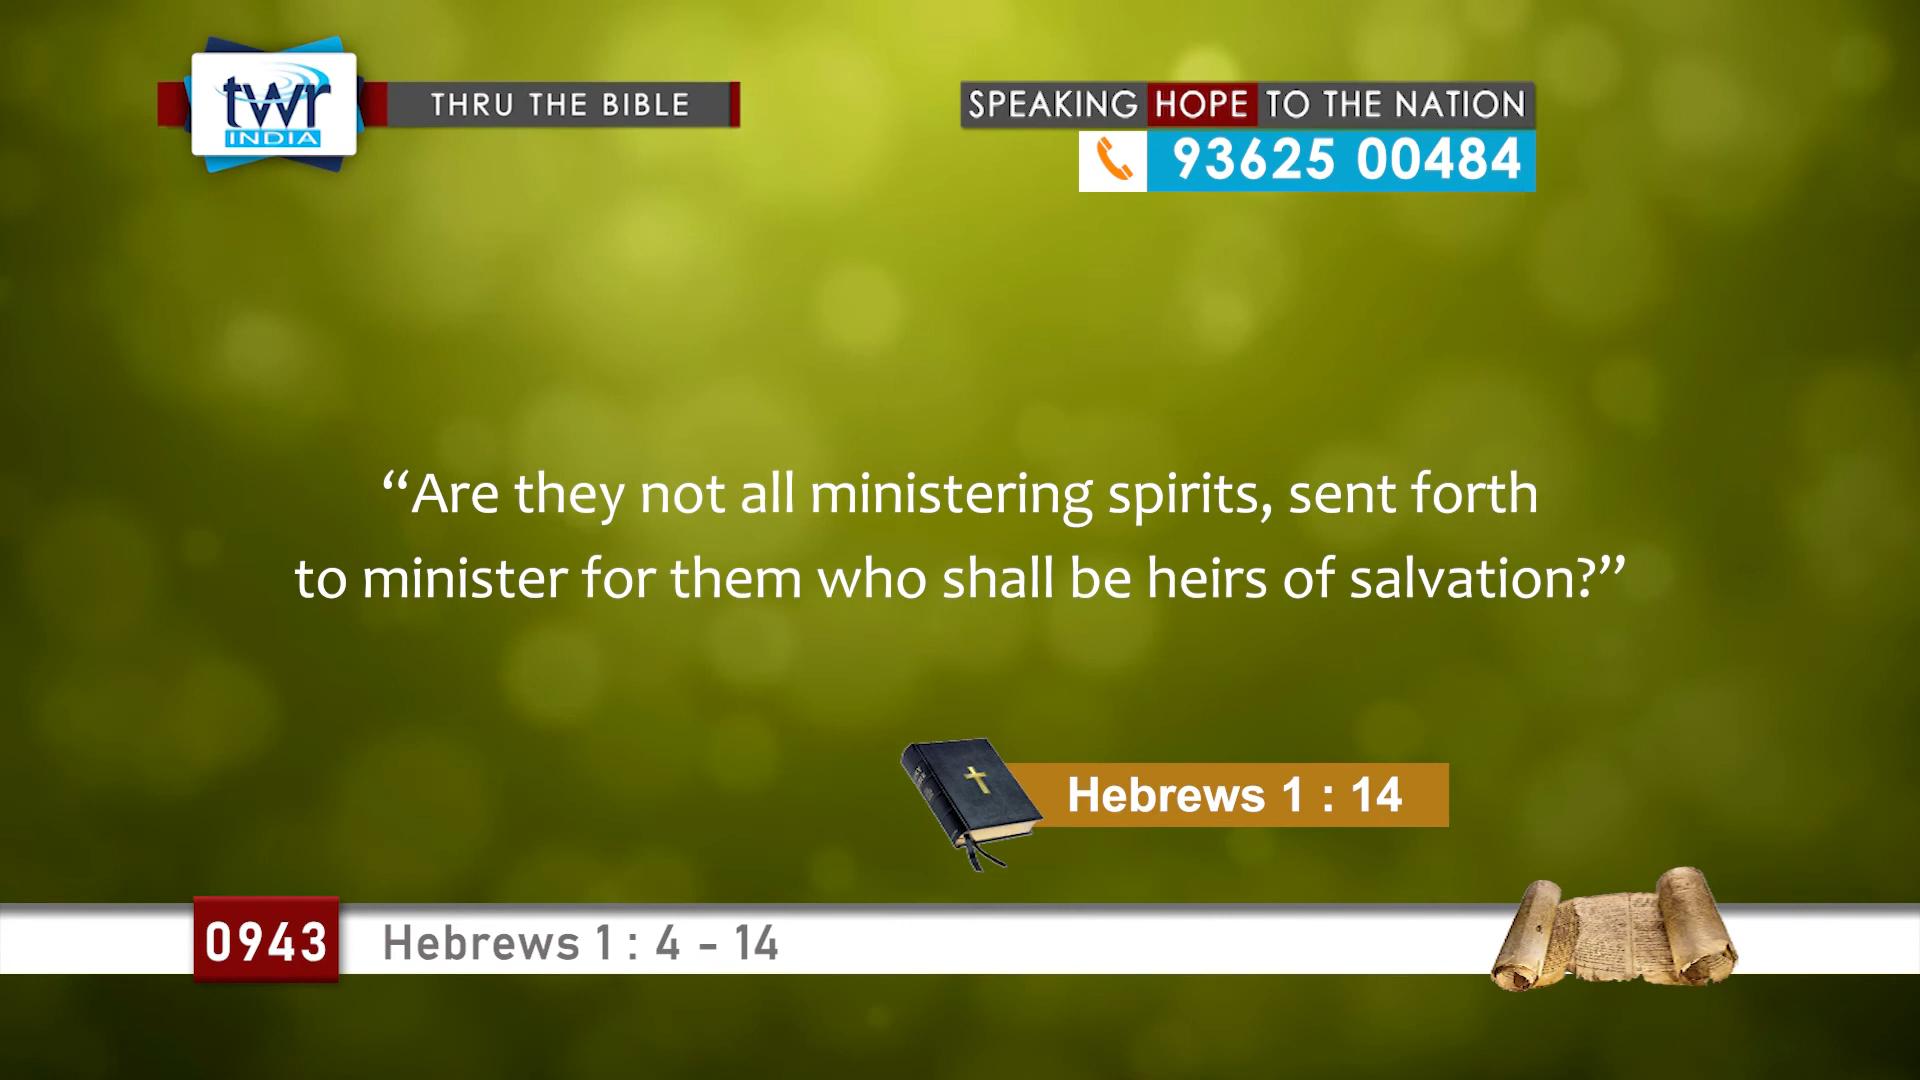 twr
INDIA
THRU THE BIBLE
SPEAKING HOPE TO THE NATION
93625 00484
“Are they not all ministering spirits, sent forth
to minister for them who shall be heirs of salvation?”
Hebrews 1 : 14
0943
Hebrews 1 : 4 - 14